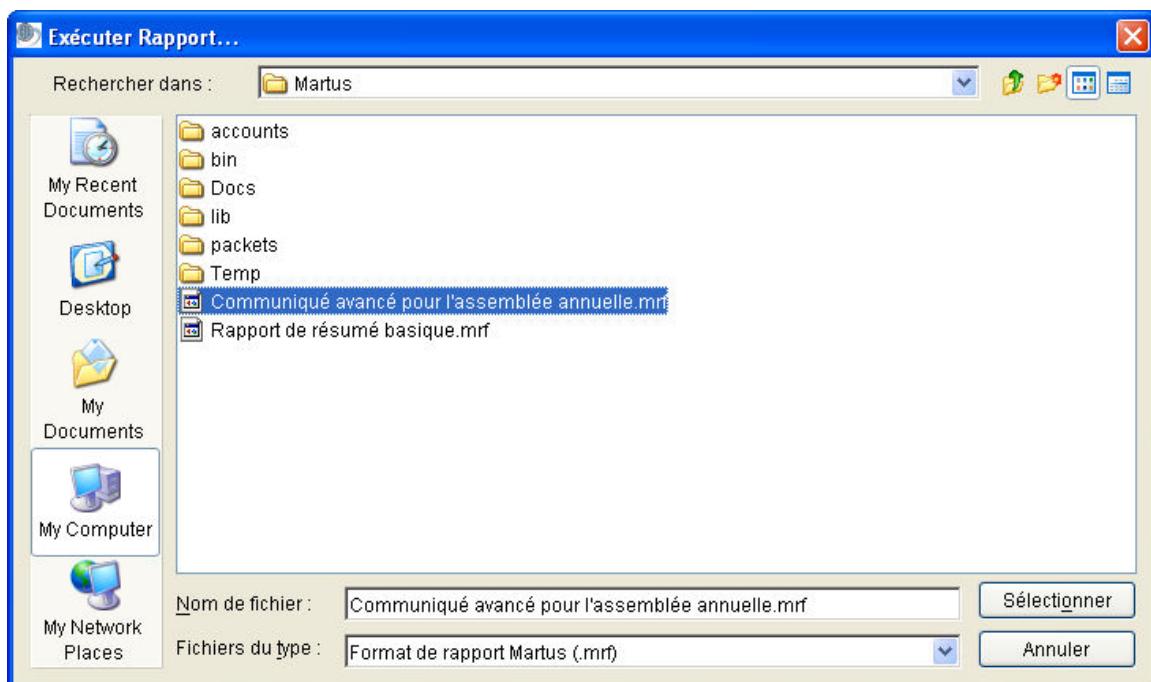 Exécuter Rapport...
Rechercher dans :
Martus
My Recent
Documents
Desktop
My
Documents
My Computer
My Network
Places
accounts
bin
Docs
lib
packets
Temp
Communiqué avancé pour l'assemblée annuelle.mrf
Rapport de résumé basique.mrf
Nom de fichier :
Communiqué avancé pour l'assemblée annuelle.mrf
Sélectionner
Fichiers du type :
Format de rapport Martus (.mrf)
Annuler